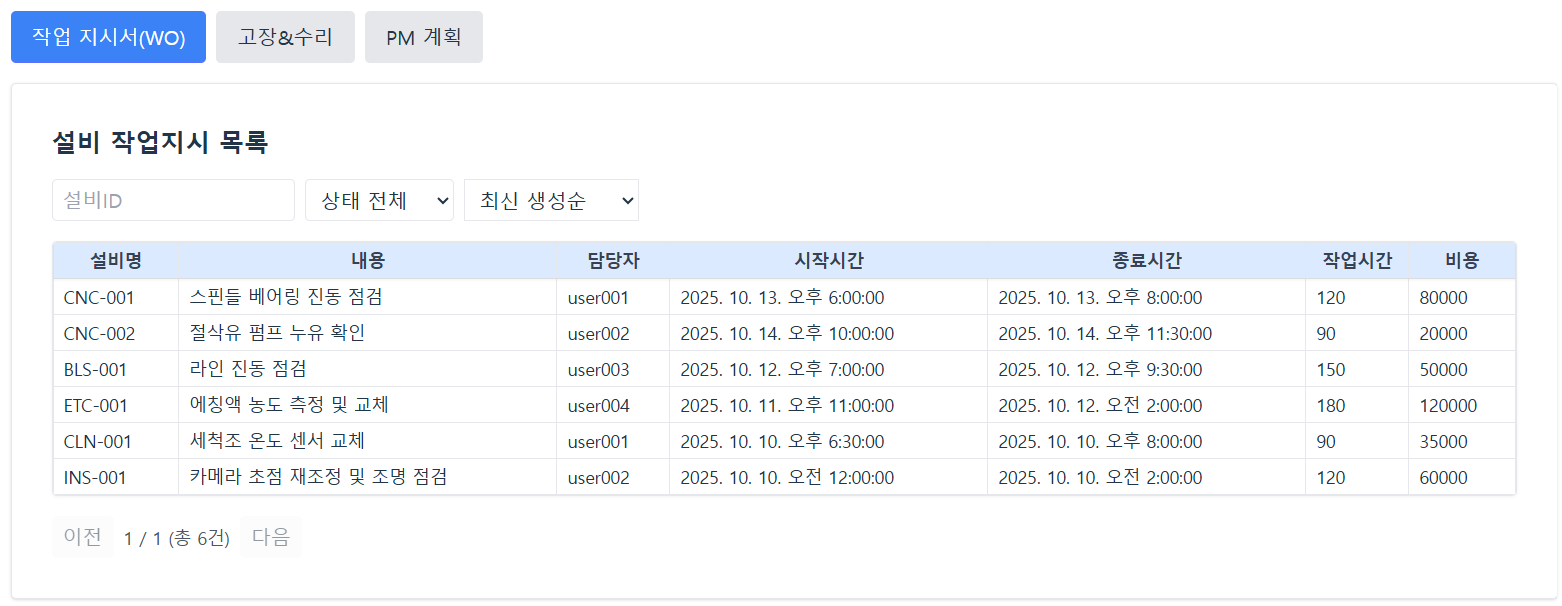 작업 지시서(WO) 고장&수리 PM 계획
설비 작업지시 목록
설비ID 상태 전체 최신 생성순
설비명 내용 담당자 시작시간 종료시간 작업시간 비용
CNC-001 스핀들 베어링 진동 점검 user001 2025. 10. 13. 오후 6:00:00 2025. 10. 13. 오후 8:00:00 120 80000
CNC-002 절삭유 펌프 누유 확인 user002 2025. 10. 14. 오후 10:00:00 2025. 10. 14. 오후 11:30:00 90 20000
BLS-001 라인 진동 점검 user003 2025. 10. 12. 오후 7:00:00 2025. 10. 12. 오후 9:30:00 150 50000
ETC-001 에칭액 농도 측정 및 교체 user004 2025. 10. 11. 오후 11:00:00 2025. 10. 12. 오전 2:00:00 180 120000
CLN-001 세척조 온도 센서 교체 user001 2025. 10. 10. 오후 6:30:00 2025. 10. 10. 오후 8:00:00 90 35000
INS-001 카메라 초점 재조정 및 조명 점검 user002 2025. 10. 10. 오전 12:00:00 2025. 10. 10. 오전 2:00:00 120 60000
이전 1 / 1 (총 6건) 다음